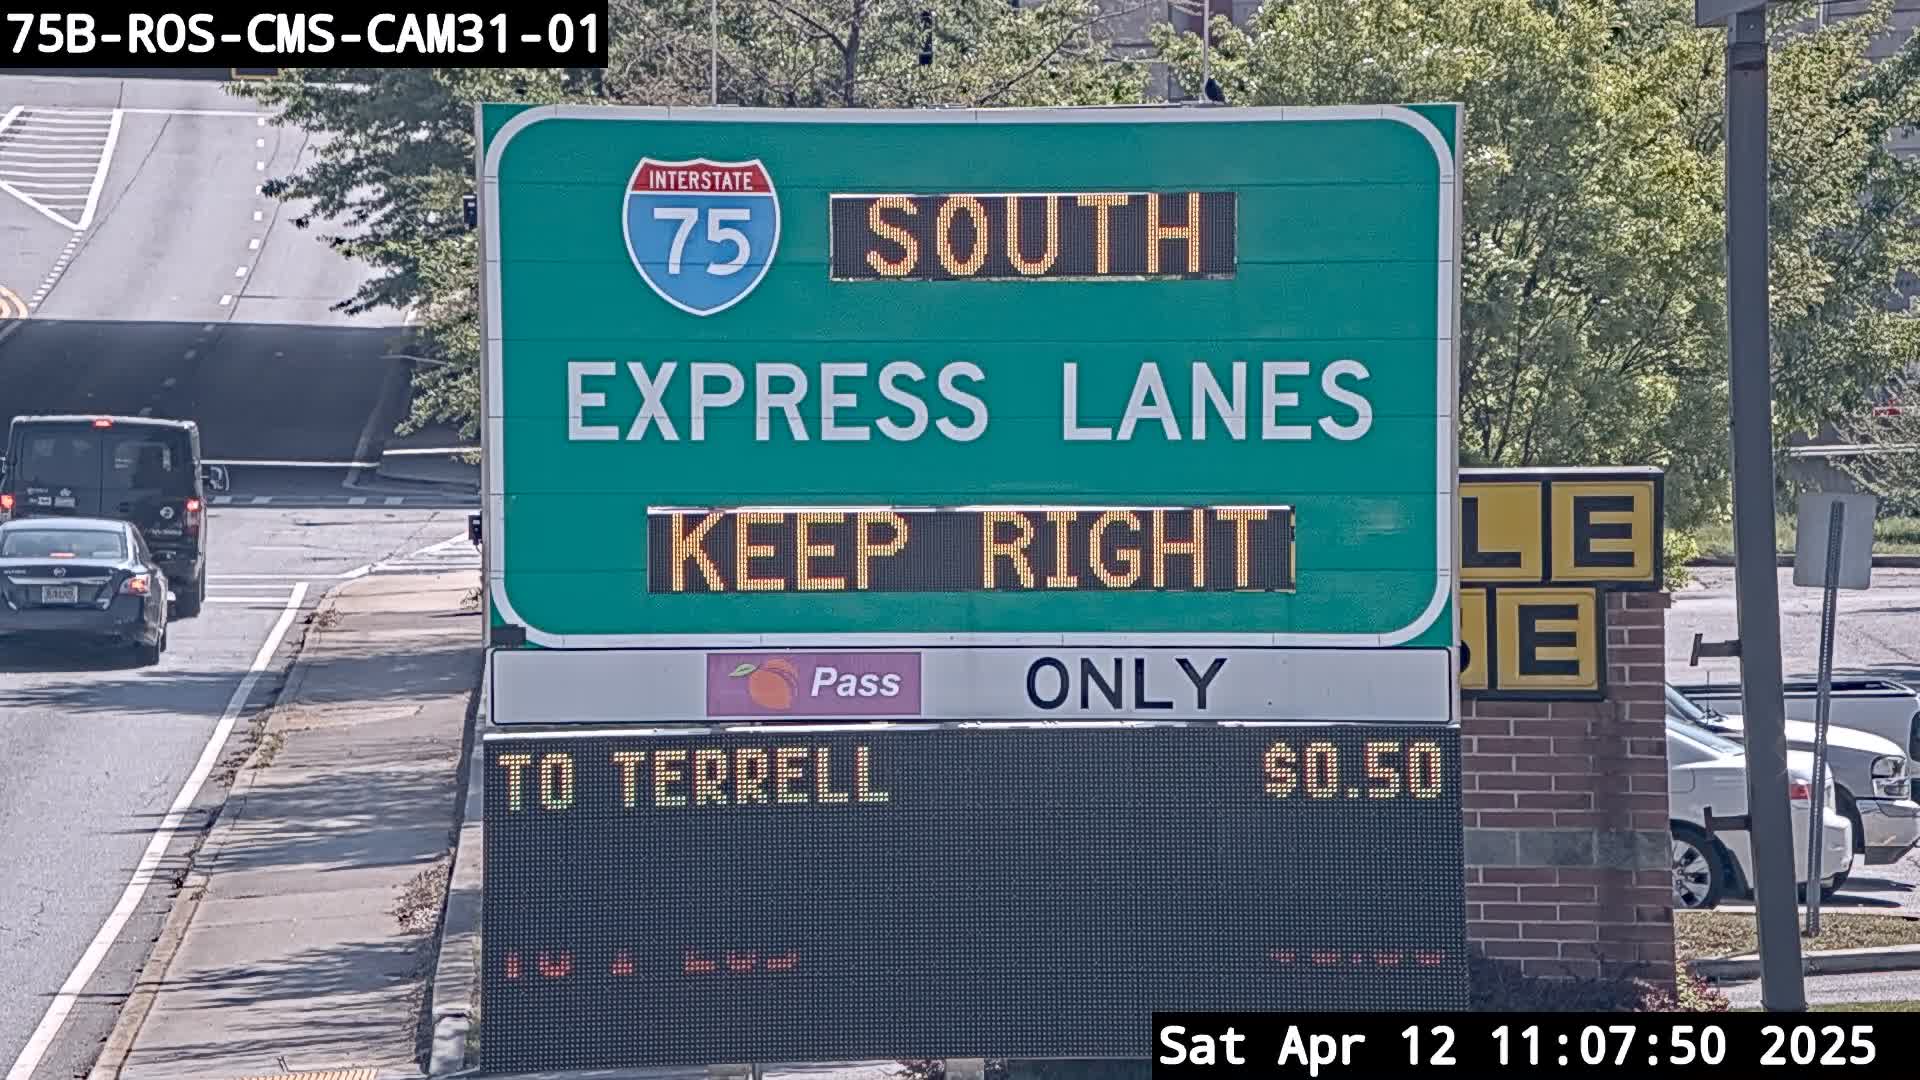 75B-ROS-CMS-CAM31-01
INTERSTATE
75
SOUTH
EXPRESS LANES
KEEP RIGHT
Pass ONLY
LE
E
TO TERRELL $0.50
Sat Apr 12 11:07:50 2025